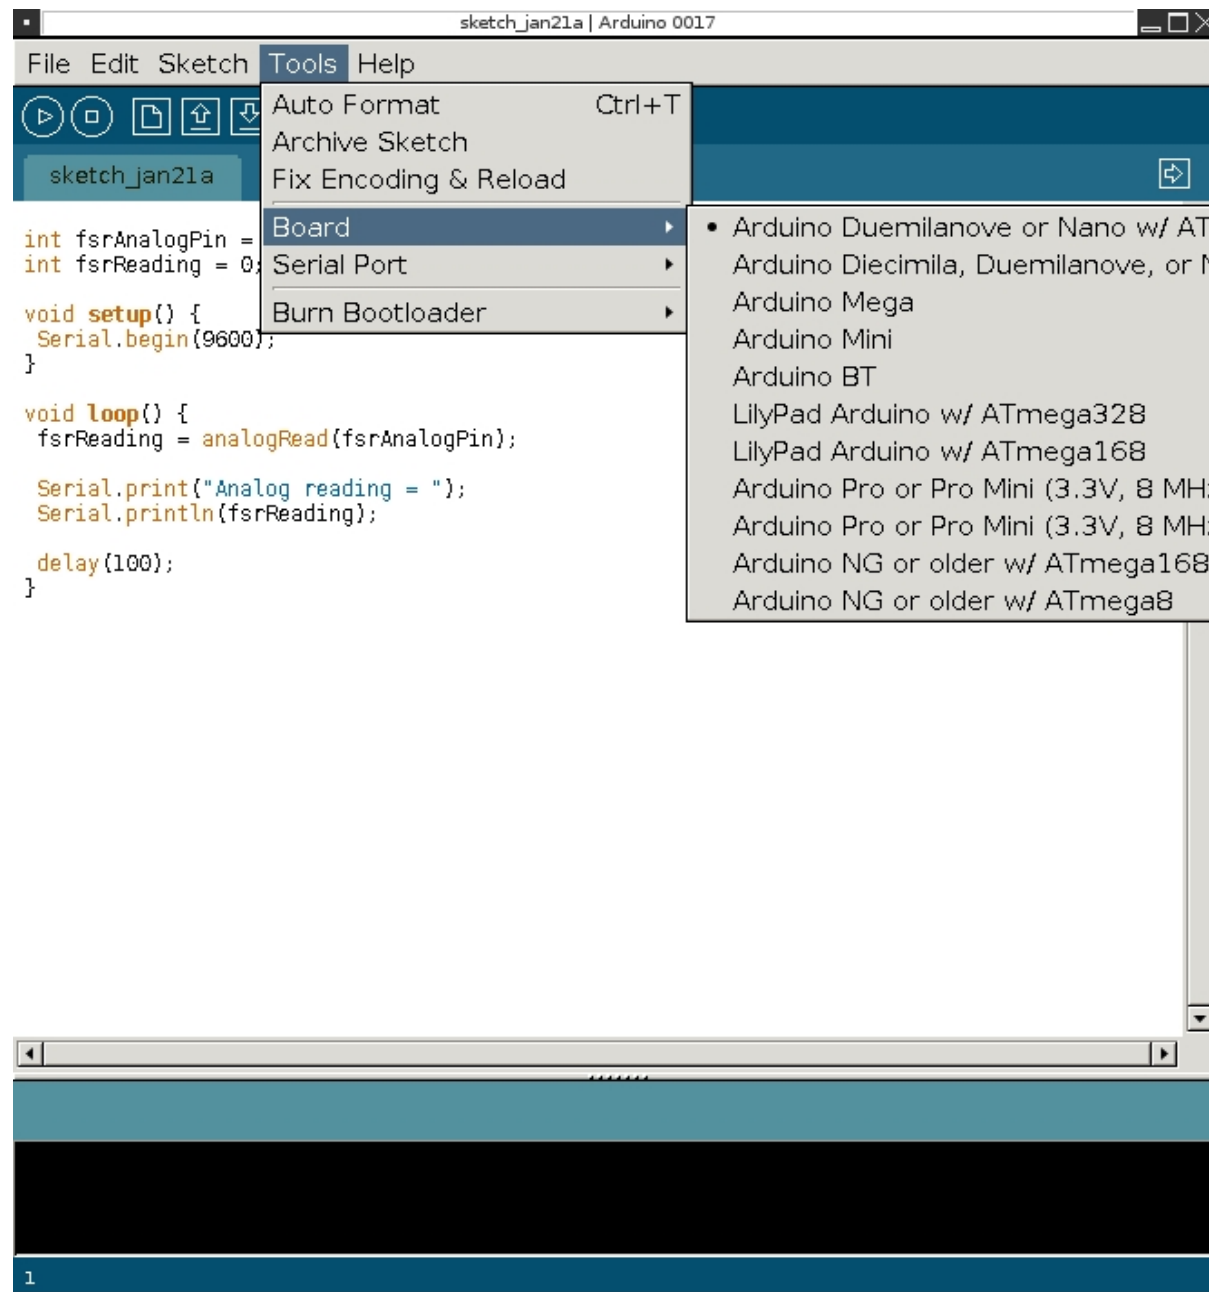 sketch_jan21a | Arduino 0017
File Edit Sketch Tools Help
Auto Format Ctrl+T
Archive Sketch
Fix Encoding & Reload
Board
Serial Port
Burn Bootloader
Arduino Duemilanove or Nano w/
Arduino Diecimila, Duemilanove, or
Arduino Mega
Arduino Mini
Arduino BT
LilyPad Arduino w/ ATmega328
LilyPad Arduino w/ ATmega168
Arduino Pro or Pro Mini (3.3V, 8
Arduino Pro or Pro Mini (3.3V, 8
Arduino NG or older w/ ATmega168
Arduino NG or older w/ ATmega8
sketch_jan21a
int fsrAnalogPin =
int fsrReading = 0;
void setup() {
Serial.begin(9600);
}
void loop() {
fsrReading = analogRead(fsrAnalogPin);
Serial.print("Analog reading = ");
Serial.println(fsrReading);
delay(100);
}
1